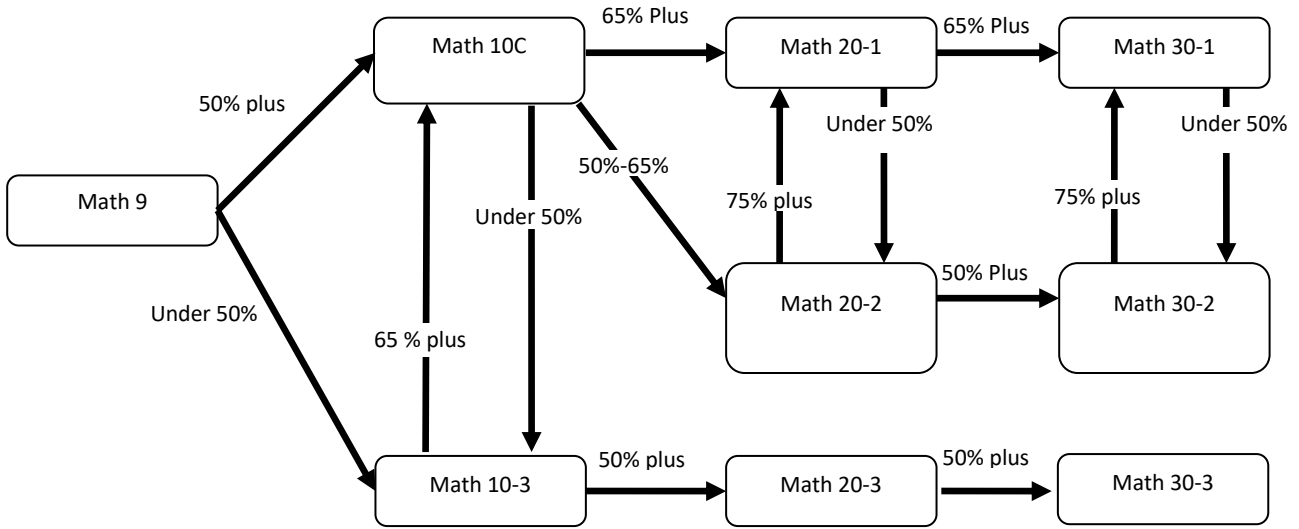 65% Plus
65% Plus
Math 10C
Math 20-1
Math 30-1
50% plus
Under 50%
Under 50%
50%-65%
Math 9
75% plus
75% plus
Under 50%
50% Plus
Math 20-2
Math 30-2
Under 50%
65 % plus
50% plus
50% plus
Math 10-3
Math 20-3
Math 30-3